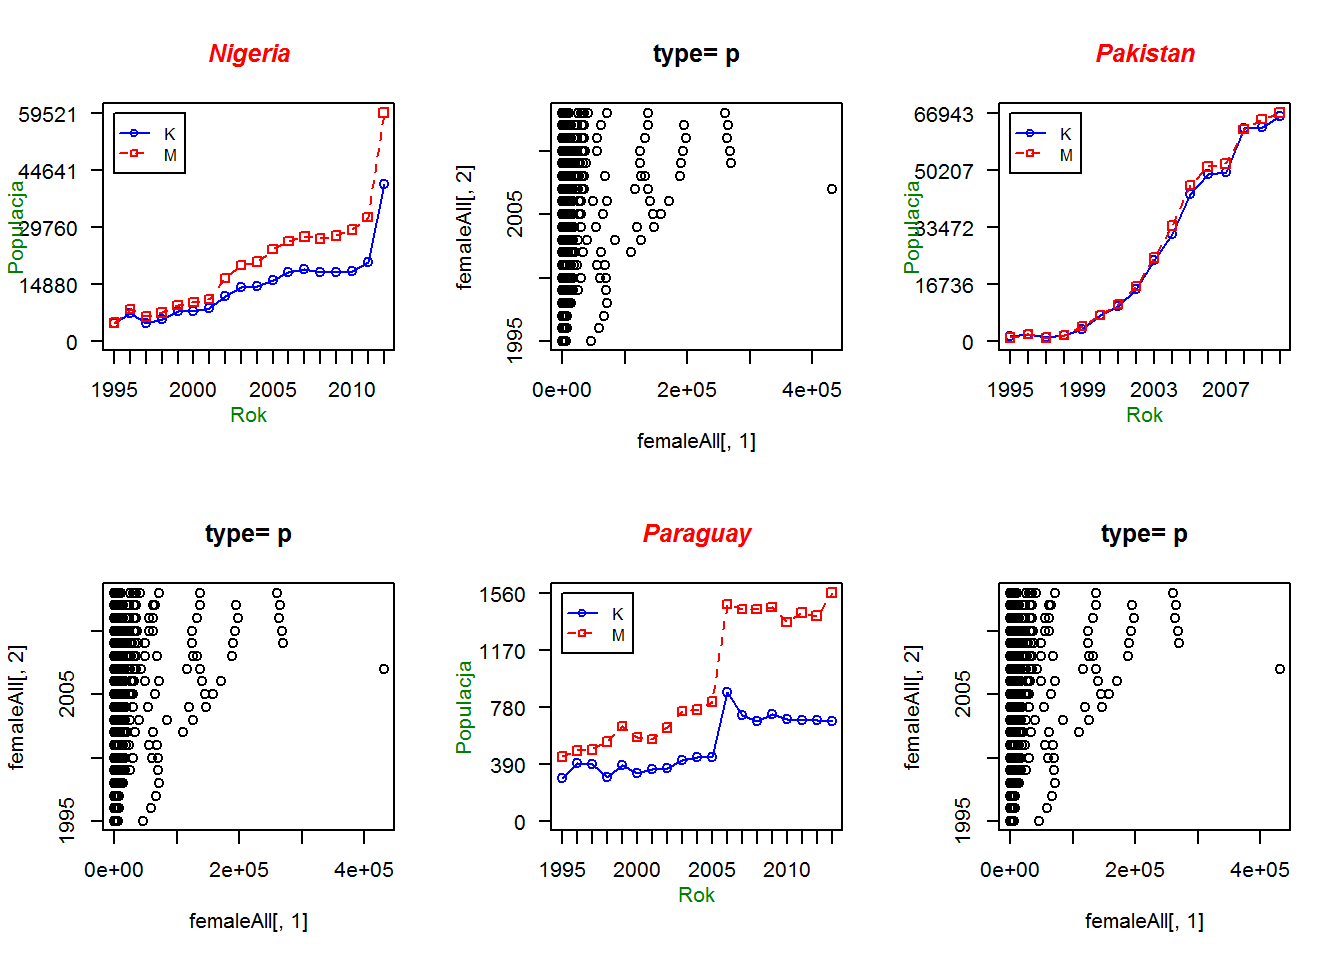 Nigeria
Populacja
59521
44641
29760
14880
0
K
M
1995 2000 2005 2010
Rok
type= p
femaleAll[, 2]
1995 2005
0e+00 2e+05 4e+05
femaleAll[, 1]
Pakistan
Populacja
66943
50207
33472
16736
0
K
M
1995 1999 2003 2007
Rok
type= p
femaleAll[, 2]
1995 2005
0e+00 2e+05 4e+05
femaleAll[, 1]
Paraguay
Populacja
1560
1170
780
390
0
K
M
1995 2000 2005 2010
Rok
type= p
femaleAll[, 2]
1995 2005
0e+00 2e+05 4e+05
femaleAll[, 1]